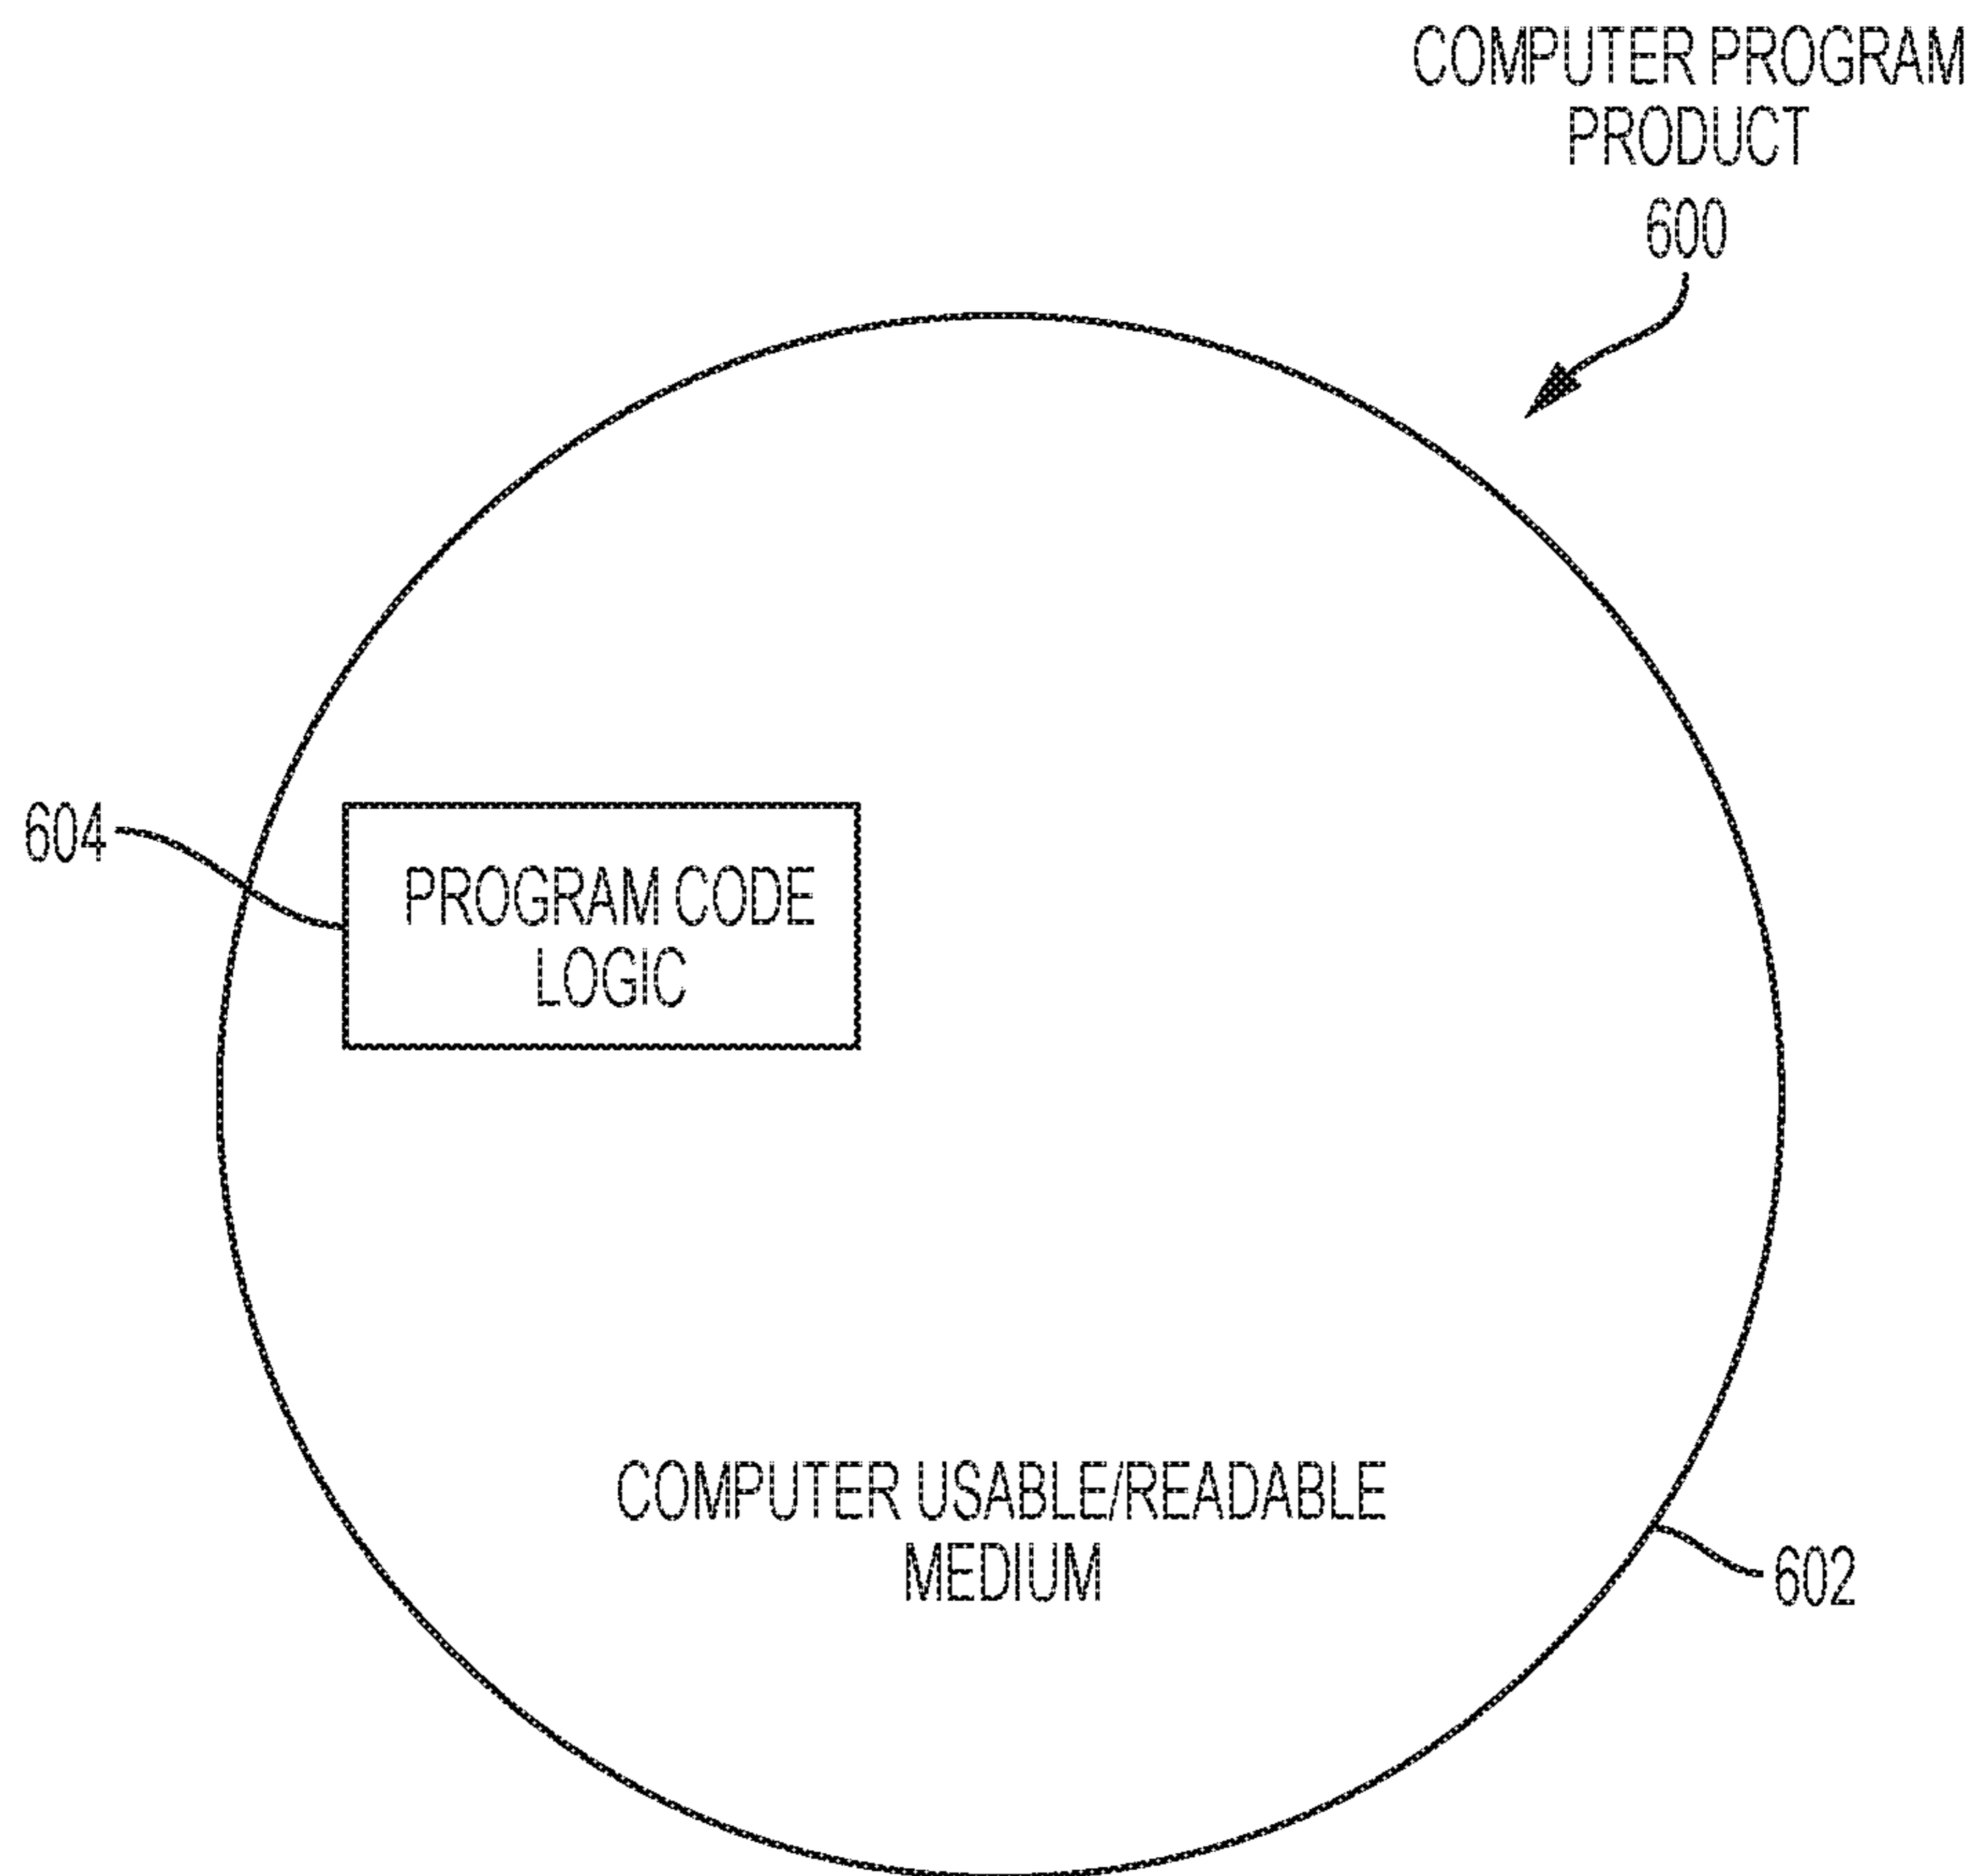 COMPUTER PROGRAM
PRODUCT
600
604
PROGRAM CODE
LOGIC
COMPUTER USABLE/READABLE
MEDIUM
602